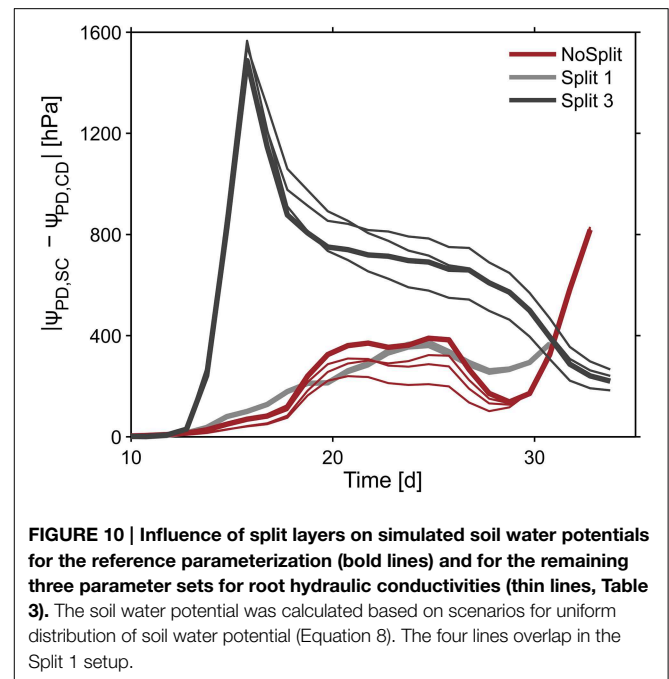 1600
1200
800
400
0
|Ψ_PD,SC − Ψ_PD,CD| [hPa]
NoSplit
Split 1
Split 3
10
20
30
Time [d]
FIGURE 10 | Influence of split layers on simulated soil water potentials
for the reference parameterization (bold lines) and for the remaining
three parameter sets for root hydraulic conductivities (thin lines, Table
3). The soil water potential was calculated based on scenarios for uniform
distribution of soil water potential (Equation 8). The four lines overlap in the
Split 1 setup.